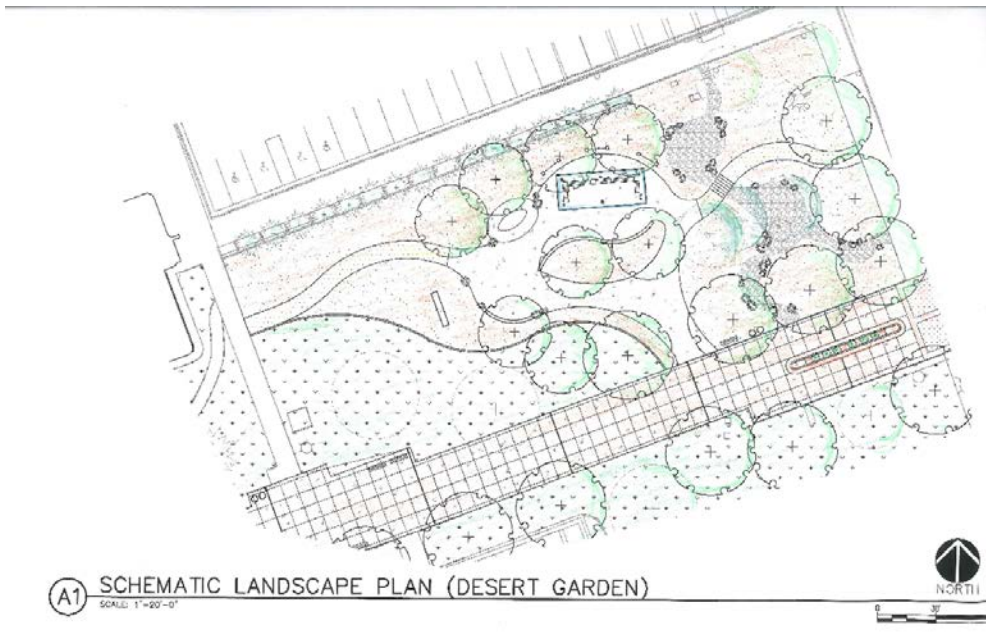 A1
SCHEMATIC LANDSCAPE PLAN (DESERT GARDEN)
SCALE: 1"=20'-0"
NORTH
0 30'